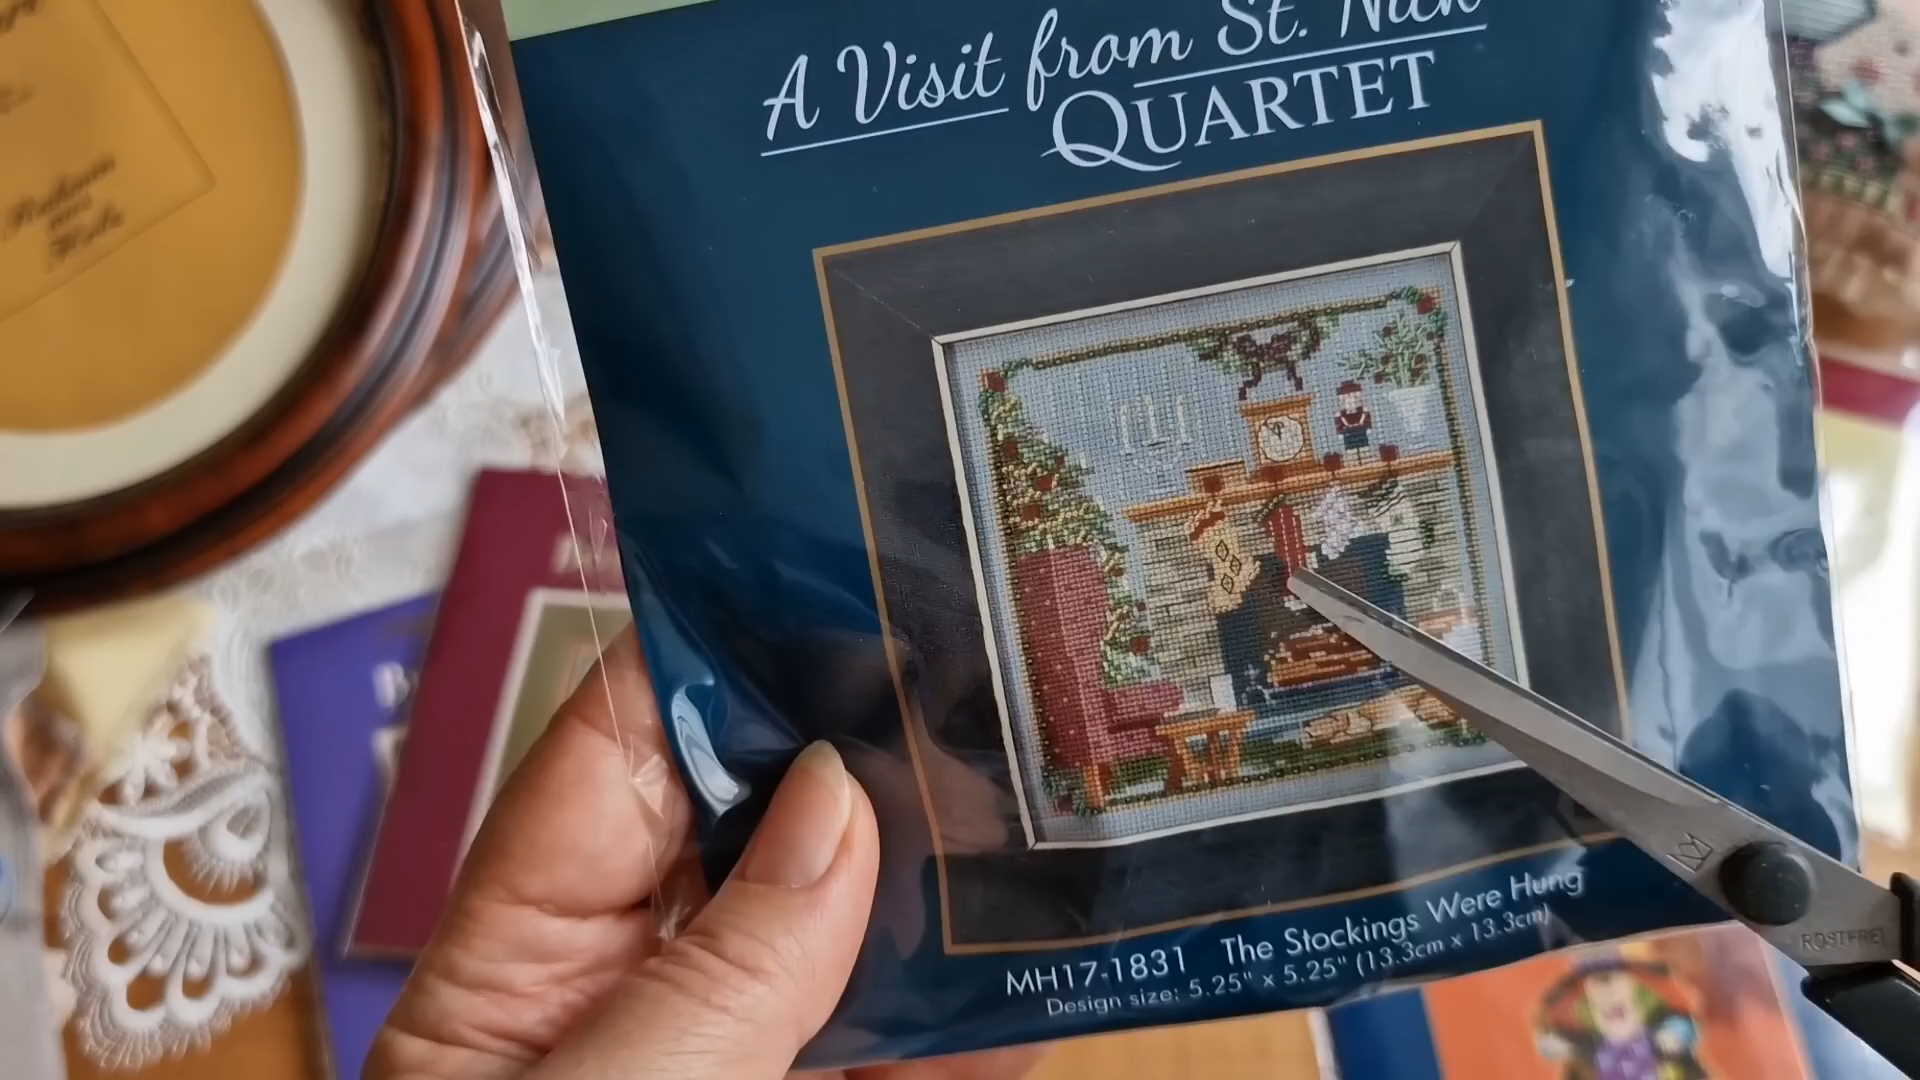 A Visit from St. Nick
QUARTET
MH17-1831 The Stockings Were Hung
Design size: 5.25" x 5.25" (13.3cm x 13.3cm)
ROSTFREI